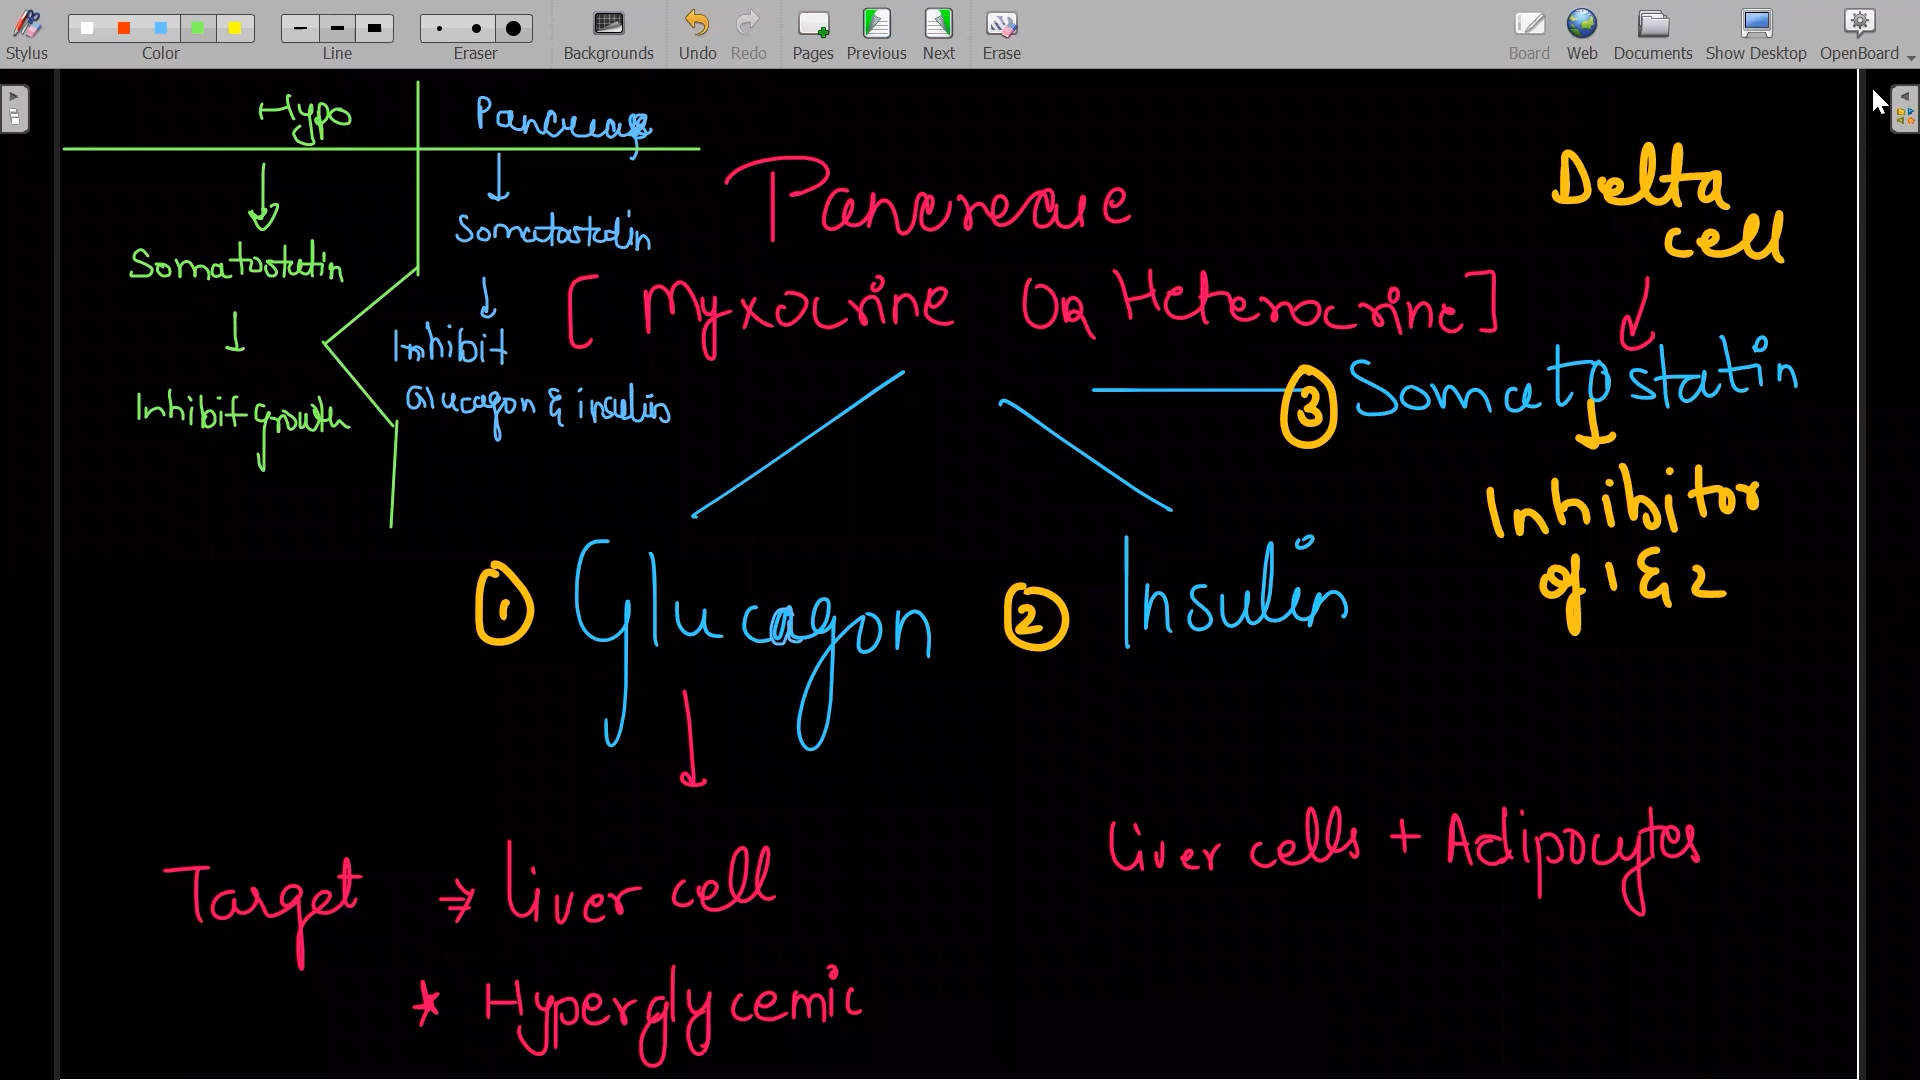 Stylus
Color
Line
Eraser
Backgrounds
Undo
Redo
Pages
Previous
Next
Erase
Board
Web
Documents
Show Desktop
OpenBoard
Hypo
Pancreas
Somatostatin
Somatostatin
Inhibit growth
Inhibit
Glucagon & insulin
Pancreae
[ Myxocrine OR Heterocrine ]
Delta
cell
③ Somatostatin
Inhibitor
of 1 & 2
① Glucagon
② Insulin
Target ⇒ liver cell
* Hyperglycemic
liver cells + Adipocytes